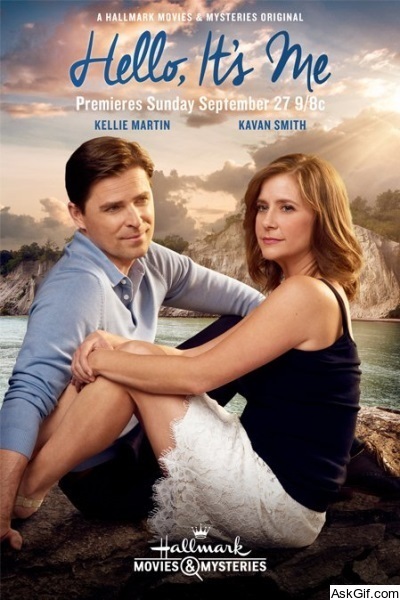 A HALLMARK MOVIES & MYSTERIES ORIGINAL
Hello, It's Me
Premieres Sunday September 27 9/8c
KELLIE MARTIN KAVAN SMITH
Hallmark
MOVIES & MYSTERIES
AskGif.com